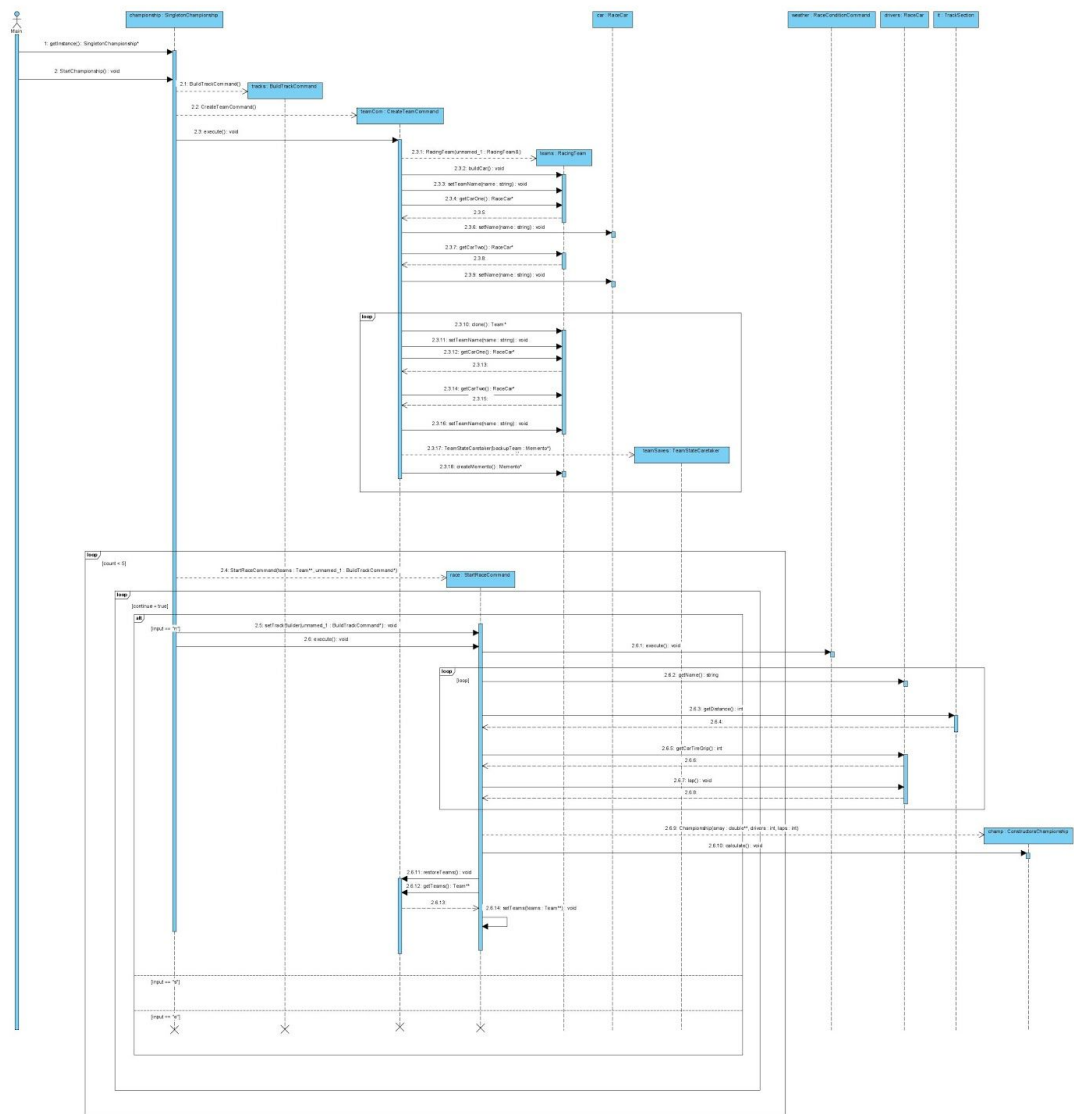 championship : SingletonChampionship
car : RaceCar
weather : RaceConditionCommand
drivers : RaceCar
it : TrackSection
Main
1: getInstance() : SingletonChampionship*
2: StartChampionship() : void
2.1: BuildTrackCommand()
tracks : BuildTrackCommand
2.2: CreateTeamCommand()
teamCom : CreateTeamCommand
2.3: execute() : void
2.3.1: RacingTeam(unnamed_1 : RacingTeam&)
teams : RacingTeam
2.3.2: buildCar() : void
2.3.3: setTeamName(name : string) : void
2.3.4: getCarOne() : RaceCar*
2.3.5:
2.3.6: setName(name : string) : void
2.3.7: getCarTwo() : RaceCar*
2.3.8:
2.3.9: setName(name : string) : void
loop
2.3.10: clone() : Team*
2.3.11: setTeamName(name : string) : void
2.3.12: getCarOne() : RaceCar*
2.3.13:
2.3.14: getCarTwo() : RaceCar*
2.3.15:
2.3.16: setTeamName(name : string) : void
2.3.17: TeamStateCaretaker(backupTeam : Memento*)
teamSaves : TeamStateCaretaker
2.3.18: createMomento() : Memento*
loop
2.4: StartRaceCommand(teams : Team**, unnamed_1 : BuildTrackCommand*)
race : StartRaceCommand
loop
[continue = true]
alt
[input == "n"]
2.5: setTrackBuilder(unnamed_1 : BuildTrackCommand*) : void
2.6: execute() : void
2.6.1: execute() : void
loop
[loop]
2.6.2: getName() : string
2.6.3: getDistance() : int
2.6.4:
2.6.5: getCarTireGrip() : int
2.6.6:
2.6.7: lap() : void
2.6.8:
2.6.9: Championship(array : double**, drivers : int, laps : int)
champ : ConstructorsChampionship
2.6.10: calculate() : void
2.6.11: restoreTeams() : void
2.6.12: getTeams() : Team**
2.6.13:
2.6.14: setTeams(teams : Team**) : void
[input == "s"]
[input == "e"]